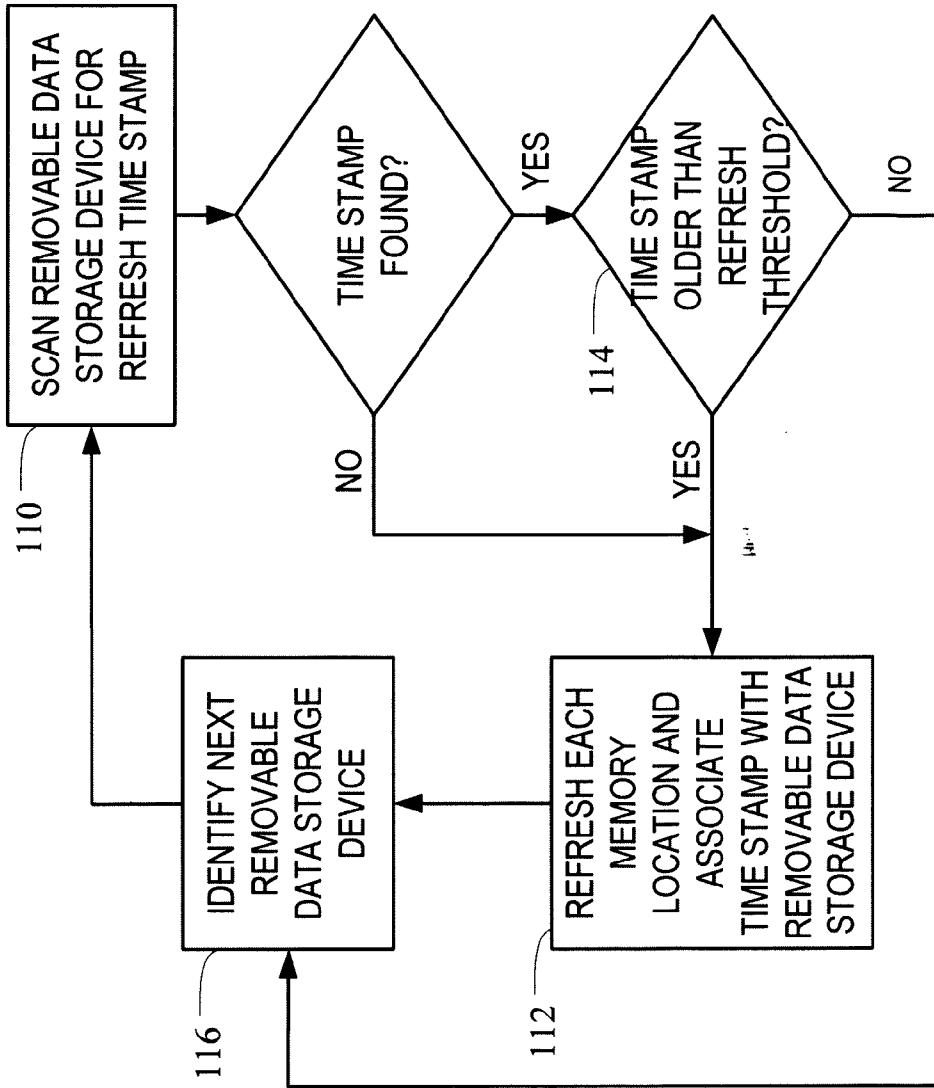 110
SCAN REMOVABLE DATA
STORAGE DEVICE FOR
REFRESH TIME STAMP
TIME STAMP
FOUND?
NO
YES
114
TIME STAMP
OLDER THAN
REFRESH
THRESHOLD?
YES
NO
112
REFRESH EACH
MEMORY
LOCATION AND
ASSOCIATE
TIME STAMP WITH
REMOVABLE DATA
STORAGE DEVICE
116
IDENTIFY NEXT
REMOVABLE
DATA STORAGE
DEVICE